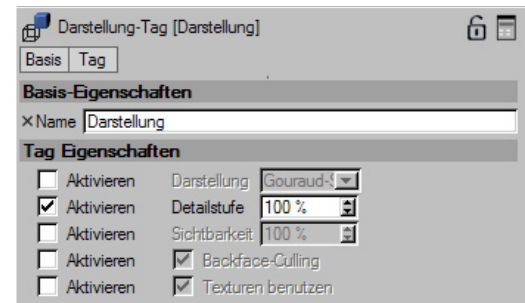 Darstellung-Tag [Darstellung]
Basis Tag
Basis-Eigenschaften
Name Darstellung
Tag Eigenschaften
Aktivieren Darstellung Gouraud-S
Aktivieren Detailstufe 100 %
Aktivieren Sichtbarkeit 100 %
Aktivieren Backface-Culling
Aktivieren Texturen benutzen